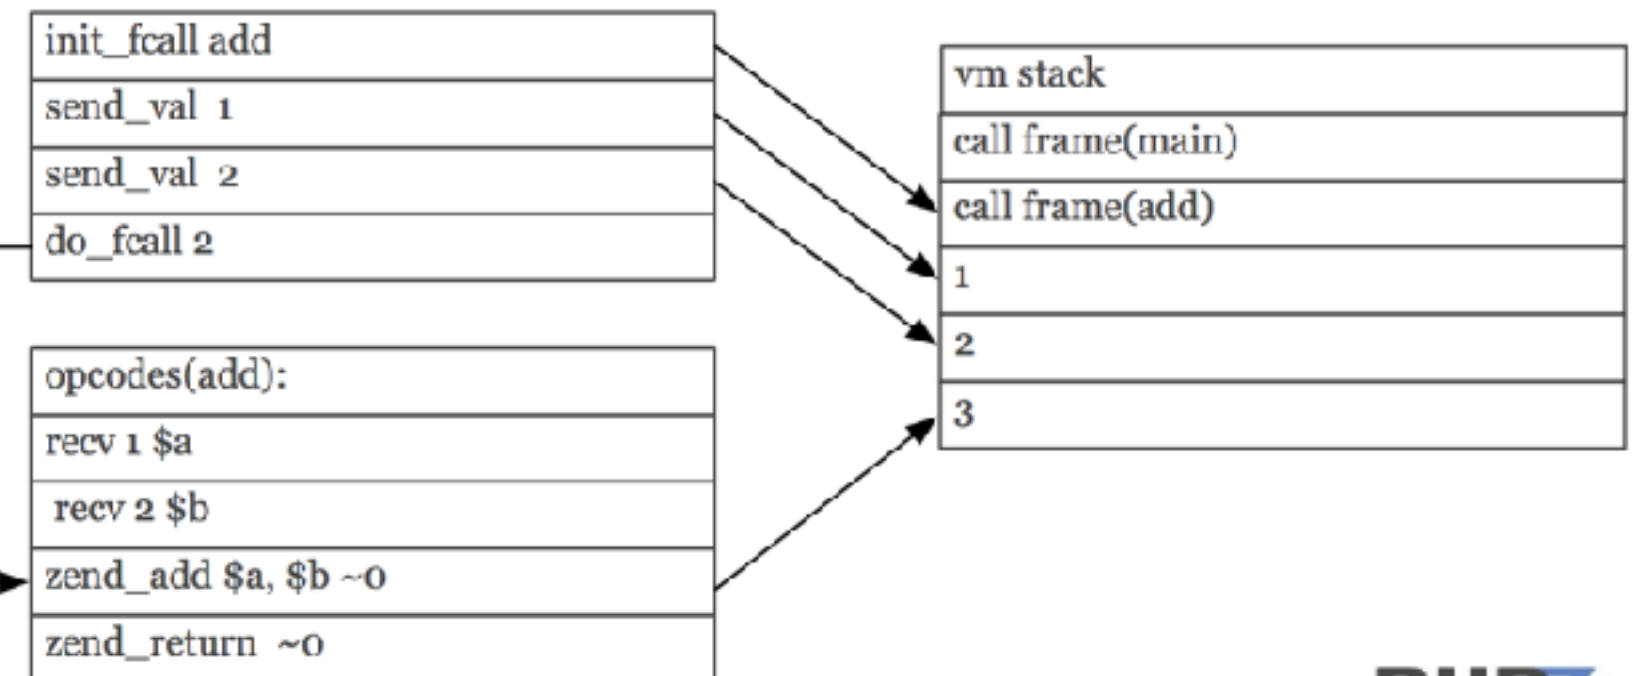 init_fcall add
send_val 1
send_val 2
do_fcall 2
opcodes(add):
recv 1 $a
recv 2 $b
zend_add $a, $b ~0
zend_return ~0
vm stack
call frame(main)
call frame(add)
1
2
3